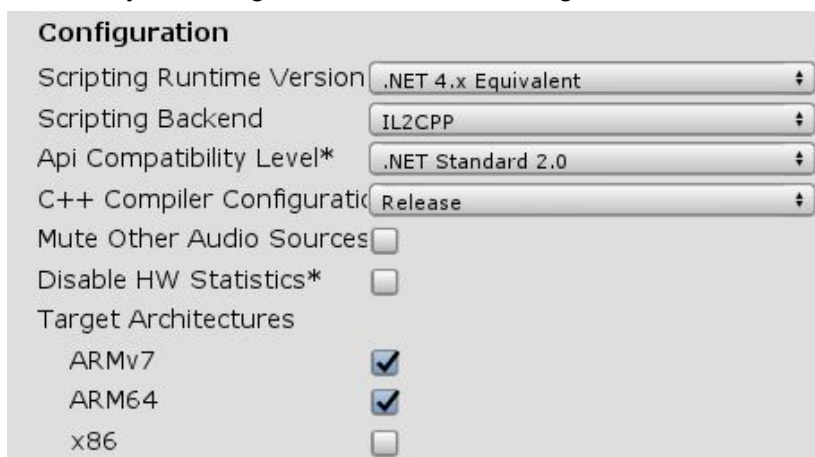 Configuration
Scripting Runtime Version .NET 4.x Equivalent
Scripting Backend IL2CPP
Api Compatibility Level* .NET Standard 2.0
C++ Compiler Configuratic Release
Mute Other Audio Sources
Disable HW Statistics*
Target Architectures
ARMv7
ARM64
x86